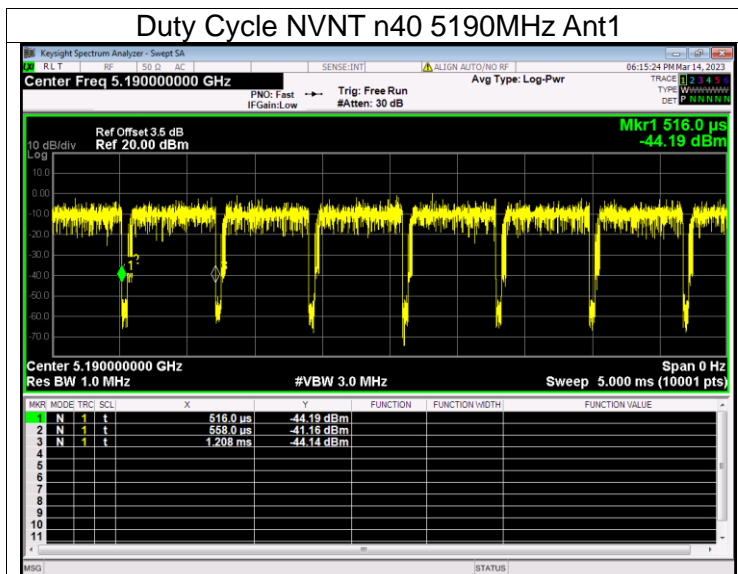 Duty Cycle NVNT n40 5190MHz Ant1
Keysight Spectrum Analyzer - Swept SA
RL T RF 50 Ω AC SENSE:INT ALIGN AUTO/NO RF 06:15:24 PM Mar 14, 2023
Center Freq 5.190000000 GHz Avg Type: Log-Pwr TRACE 1 2 3 4 5 6
PNO: Fast Trig: Free Run TYPE WWWWWW
IFGain:Low #Atten: 30 dB DET P N N N N N
Mkr1 516.0 µs
-44.19 dBm
Ref Offset 3.5 dB
10 dB/div Ref 20.00 dBm
Log
10.0
0.00
-10.0
-20.0
-30.0
-40.0
-50.0
-60.0
-70.0
Center 5.190000000 GHz Span 0 Hz
Res BW 1.0 MHz #VBW 3.0 MHz Sweep 5.000 ms (10001 pts)
MKR MODE TRC SCL X Y FUNCTION FUNCTION WIDTH FUNCTION VALUE
1 N 1 t 516.0 µs -44.19 dBm
2 N 1 t 558.0 µs -41.16 dBm
3 N 1 t 1.208 ms -44.14 dBm
4
5
6
7
8
9
10
11
MSG STATUS